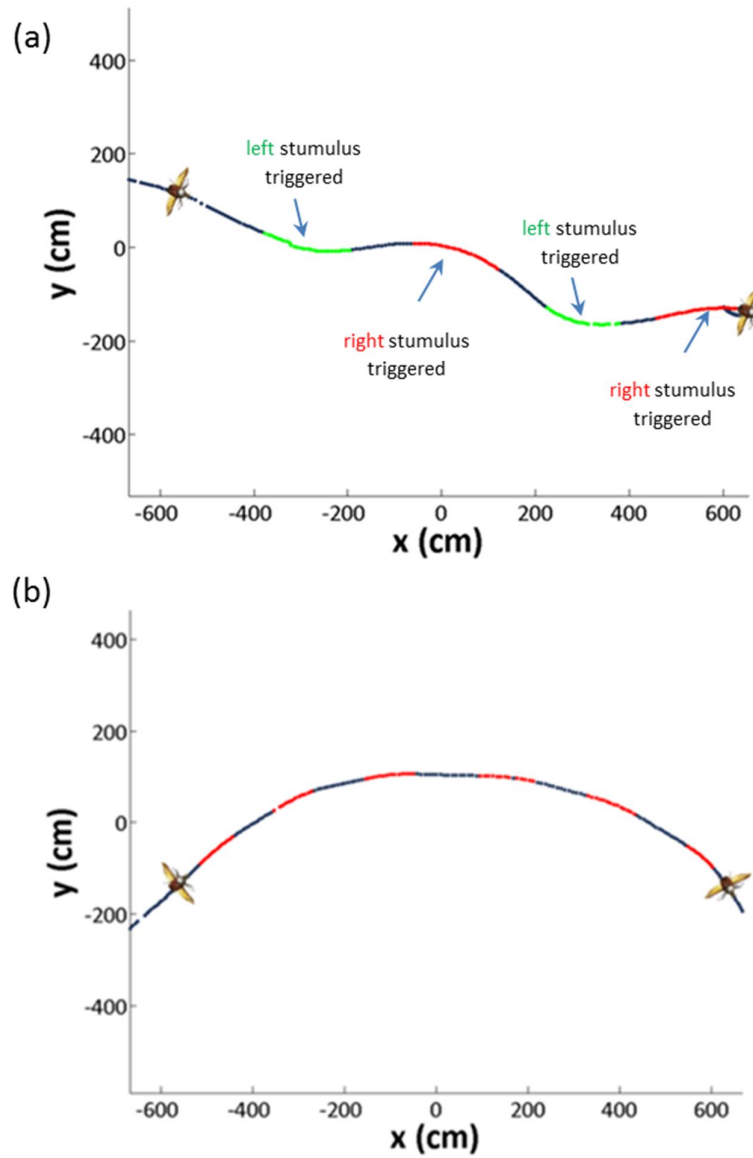 (a)
400
200
0
-200
-400
y (cm)
left stumulus
triggered
left stumulus
triggered
right stumulus
triggered
right stumulus
triggered
-600 -400 -200 0 200 400 600
x (cm)
(b)
400
200
0
-200
-400
y (cm)
-600 -400 -200 0 200 400 600
x (cm)